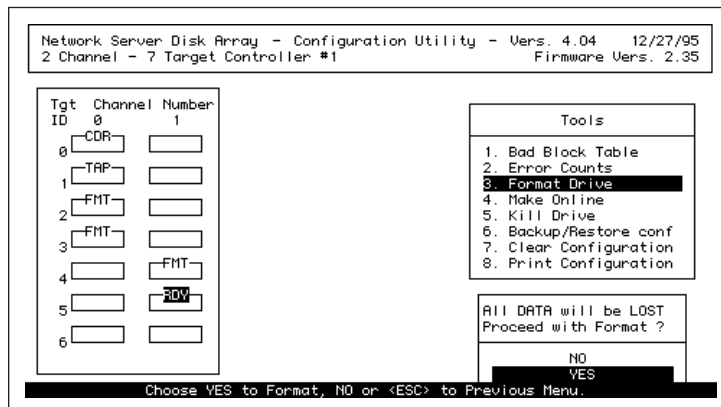 Network Server Disk Array - Configuration Utility - Vers. 4.04 12/27/95
2 Channel - 7 Target Controller #1 Firmware Vers. 2.35
Tgt Channel Number
ID 0 1
CDR
0
TAP
1
FMT
2
FMT
3
FMT
4
RDY
5
6
Tools
1. Bad Block Table
2. Error Counts
3. Format Drive
4. Make Online
5. Kill Drive
6. Backup/Restore conf
7. Clear Configuration
8. Print Configuration
All DATA will be LOST
Proceed with Format ?
NO
YES
Choose YES to Format, NO or <ESC> to Previous Menu.